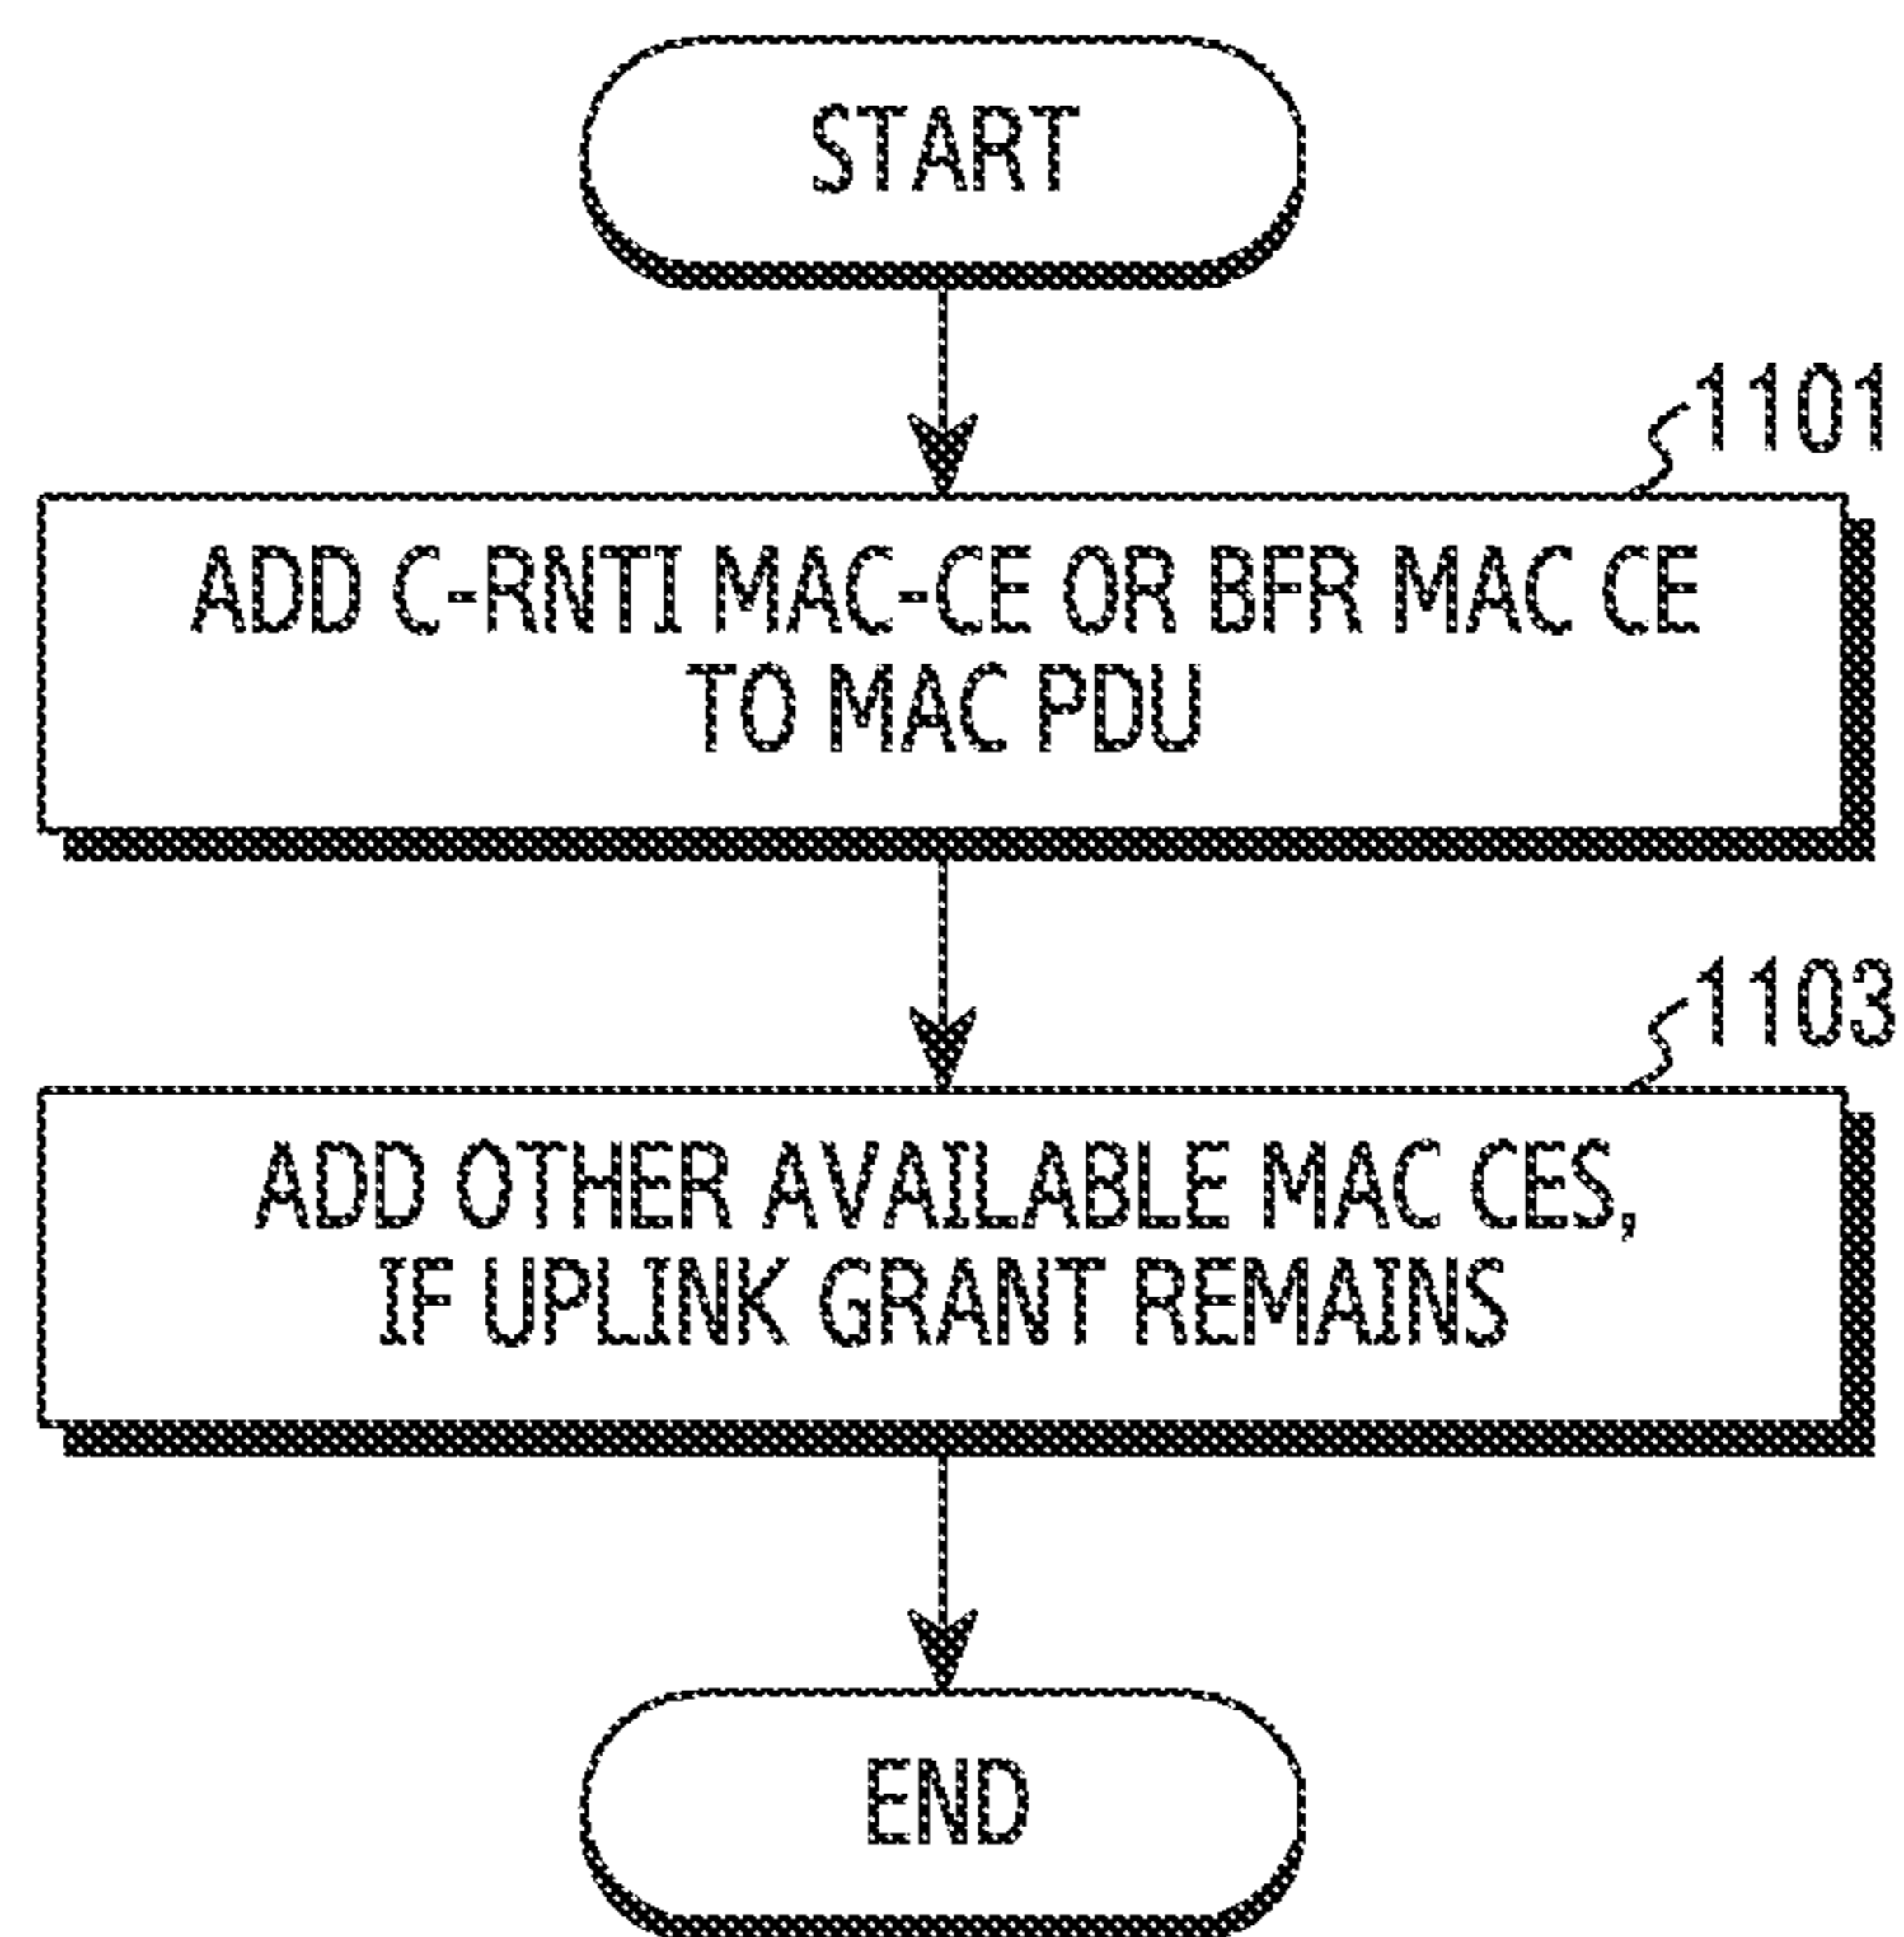 START
1101
ADD C-RNTI MAC-CE OR BFR MAC CE
TO MAC PDU
1103
ADD OTHER AVAILABLE MAC CES,
IF UPLINK GRANT REMAINS
END